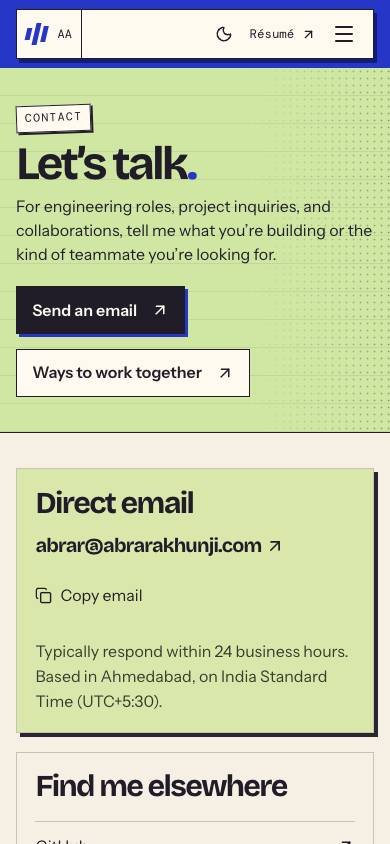 AA
Résumé
CONTACT
Let's talk.
For engineering roles, project inquiries, and
collaborations, tell me what you're building or the
kind of teammate you're looking for.
Send an email
Ways to work together
Direct email
abrar@abrarakhunji.com
Copy email
Typically respond within 24 business hours.
Based in Ahmedabad, on India Standard
Time (UTC+5:30).
Find me elsewhere